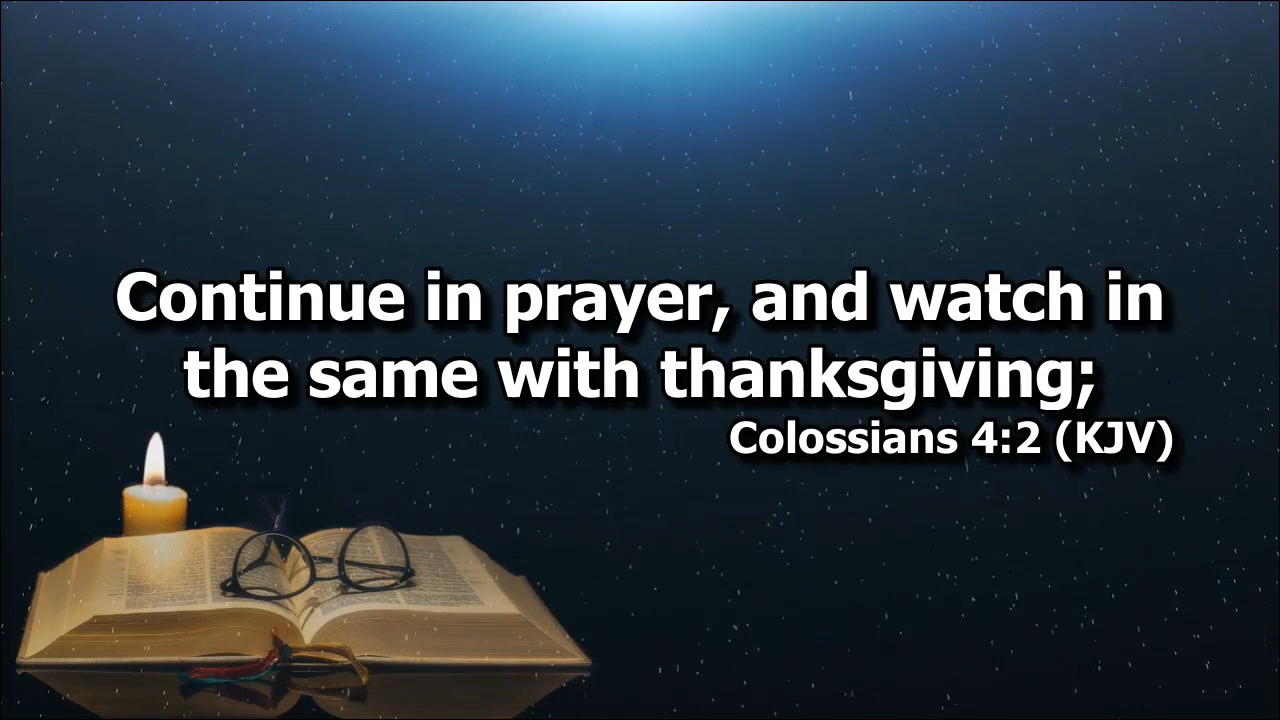 Continue in prayer, and watch in
the same with thanksgiving;
Colossians 4:2 (KJV)